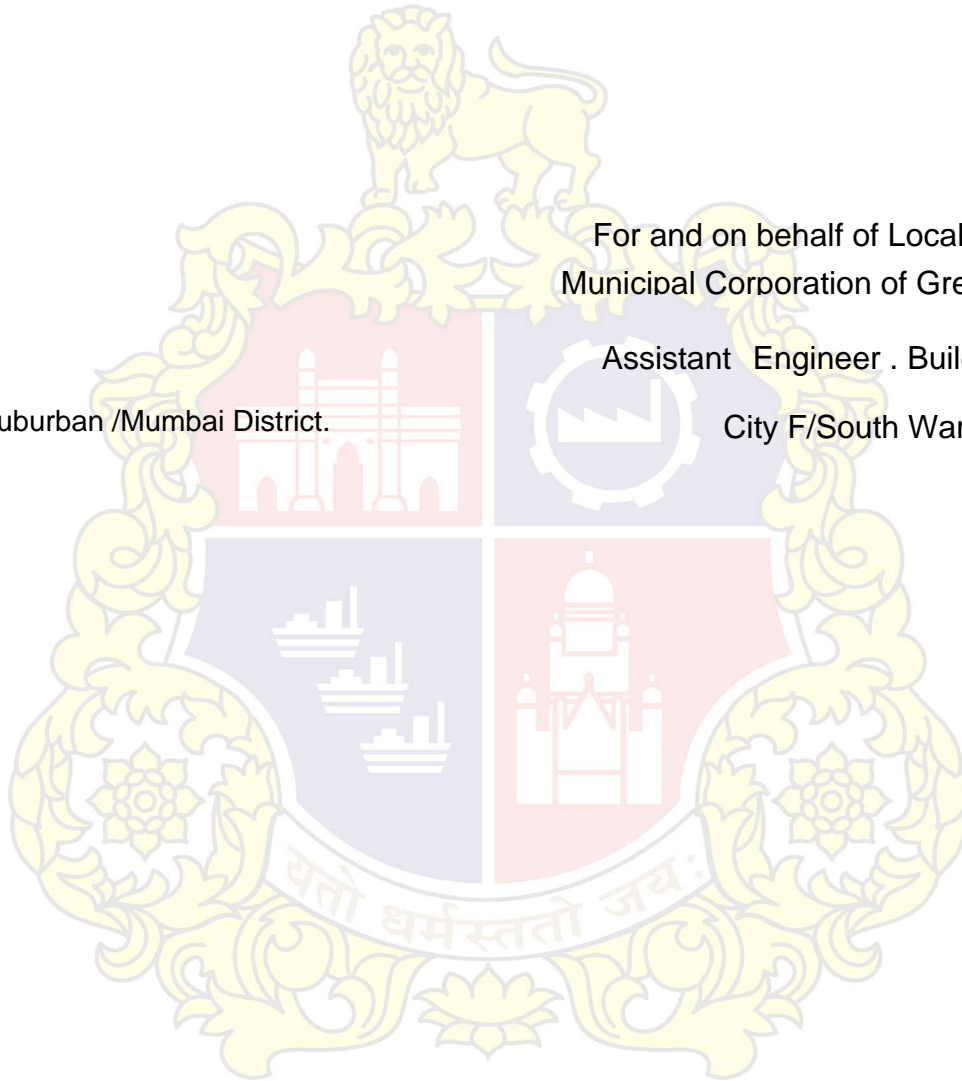 For and on behalf of Local
Municipal Corporation of Gre
Assistant Engineer . Buil
uburban /Mumbai District.
City F/South War
यतो धर्मस्ततो जय: